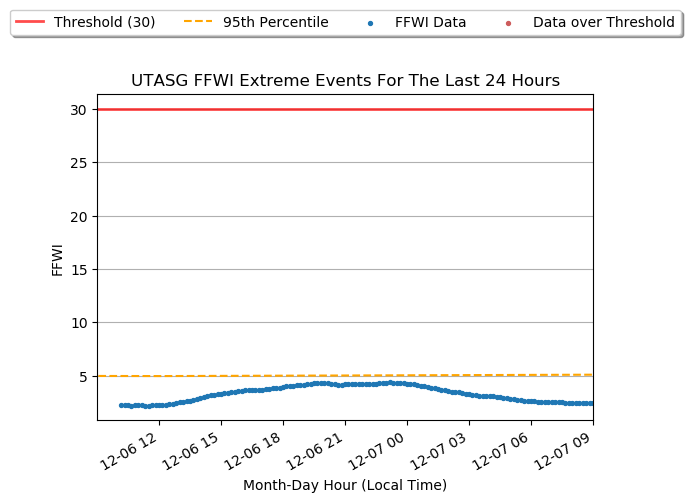 Threshold (30) 95th Percentile FFWI Data Data over Threshold
UTASG FFWI Extreme Events For The Last 24 Hours
30
25
20
15
10
5
FFWI
12-06 12 12-06 15 12-06 18 12-06 21 12-07 00 12-07 03 12-07 06 12-07 09
Month-Day Hour (Local Time)